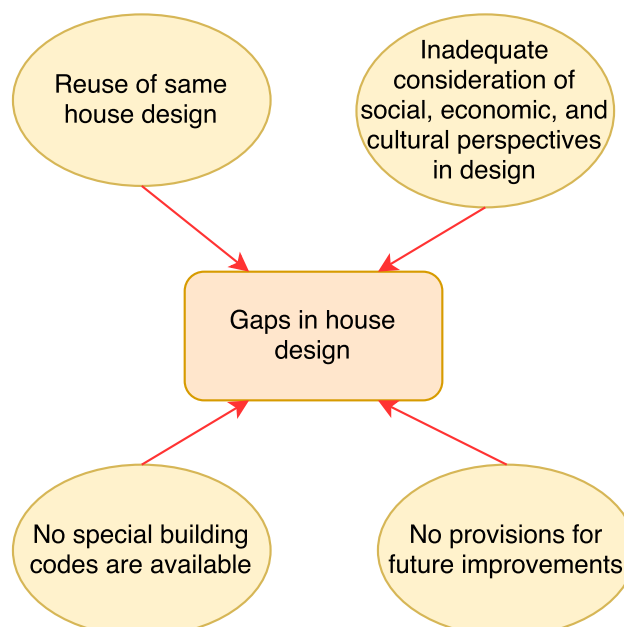 Reuse of same
house design
Inadequate
consideration of
social, economic, and
cultural perspectives
in design
Gaps in house
design
No special building
codes are available
No provisions for
future improvements